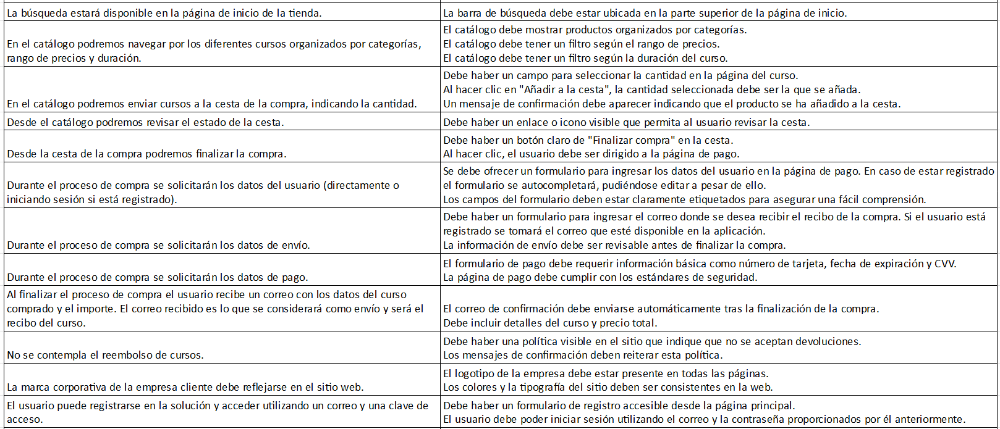 La búsqueda estará disponible en la página de inicio de la tienda.
La barra de búsqueda debe estar ubicada en la parte superior de la página de inicio.
En el catálogo podremos navegar por los diferentes cursos organizados por categorías,
rango de precios y duración.
El catálogo debe mostrar productos organizados por categorías.
El catálogo debe tener un filtro según el rango de precios.
El catálogo debe tener un filtro según la duración del curso.
En el catálogo podremos enviar cursos a la cesta de la compra, indicando la cantidad.
Debe haber un campo para seleccionar la cantidad en la página del curso.
Al hacer clic en "Añadir a la cesta", la cantidad seleccionada debe ser la que se añada.
Un mensaje de confirmación debe aparecer indicando que el producto se ha añadido a la cesta.
Desde el catálogo podremos revisar el estado de la cesta.
Debe haber un enlace o icono visible que permita al usuario revisar la cesta.
Desde la cesta de la compra podremos finalizar la compra.
Debe haber un botón claro de "Finalizar compra" en la cesta.
Al hacer clic, el usuario debe ser dirigido a la página de pago.
Durante el proceso de compra se solicitarán los datos del usuario (directamente o
iniciando sesión si está registrado).
Se debe ofrecer un formulario para ingresar los datos del usuario en la página de pago. En caso de estar registrado
el formulario se autocompletará, pudiéndose editar a pesar de ello.
Los campos del formulario deben estar claramente etiquetados para asegurar una fácil comprensión.
Durante el proceso de compra se solicitarán los datos de envío.
Debe haber un formulario para ingresar el correo donde se desea recibir el recibo de la compra. Si el usuario está
registrado se tomará el correo que esté disponible en la aplicación.
La información de envío debe ser revisable antes de finalizar la compra.
Durante el proceso de compra se solicitarán los datos de pago.
El formulario de pago debe requerir información básica como número de tarjeta, fecha de expiración y CVV.
La página de pago debe cumplir con los estándares de seguridad.
Al finalizar el proceso de compra el usuario recibe un correo con los datos del curso
comprado y el importe. El correo recibido es lo que se considerará como envío y será el
recibo del curso.
El correo de confirmación debe enviarse automáticamente tras la finalización de la compra.
Debe incluir detalles del curso y precio total.
No se contempla el reembolso de cursos.
Debe haber una política visible en el sitio que indique que no se aceptan devoluciones.
Los mensajes de confirmación deben reiterar esta política.
La marca corporativa de la empresa cliente debe reflejarse en el sitio web.
El logotipo de la empresa debe estar presente en todas las páginas.
Los colores y la tipografía del sitio deben ser consistentes en la web.
El usuario puede registrarse en la solución y acceder utilizando un correo y una clave de
acceso.
Debe haber un formulario de registro accesible desde la página principal.
El usuario debe poder iniciar sesión utilizando el correo y la contraseña proporcionados por él anteriormente.